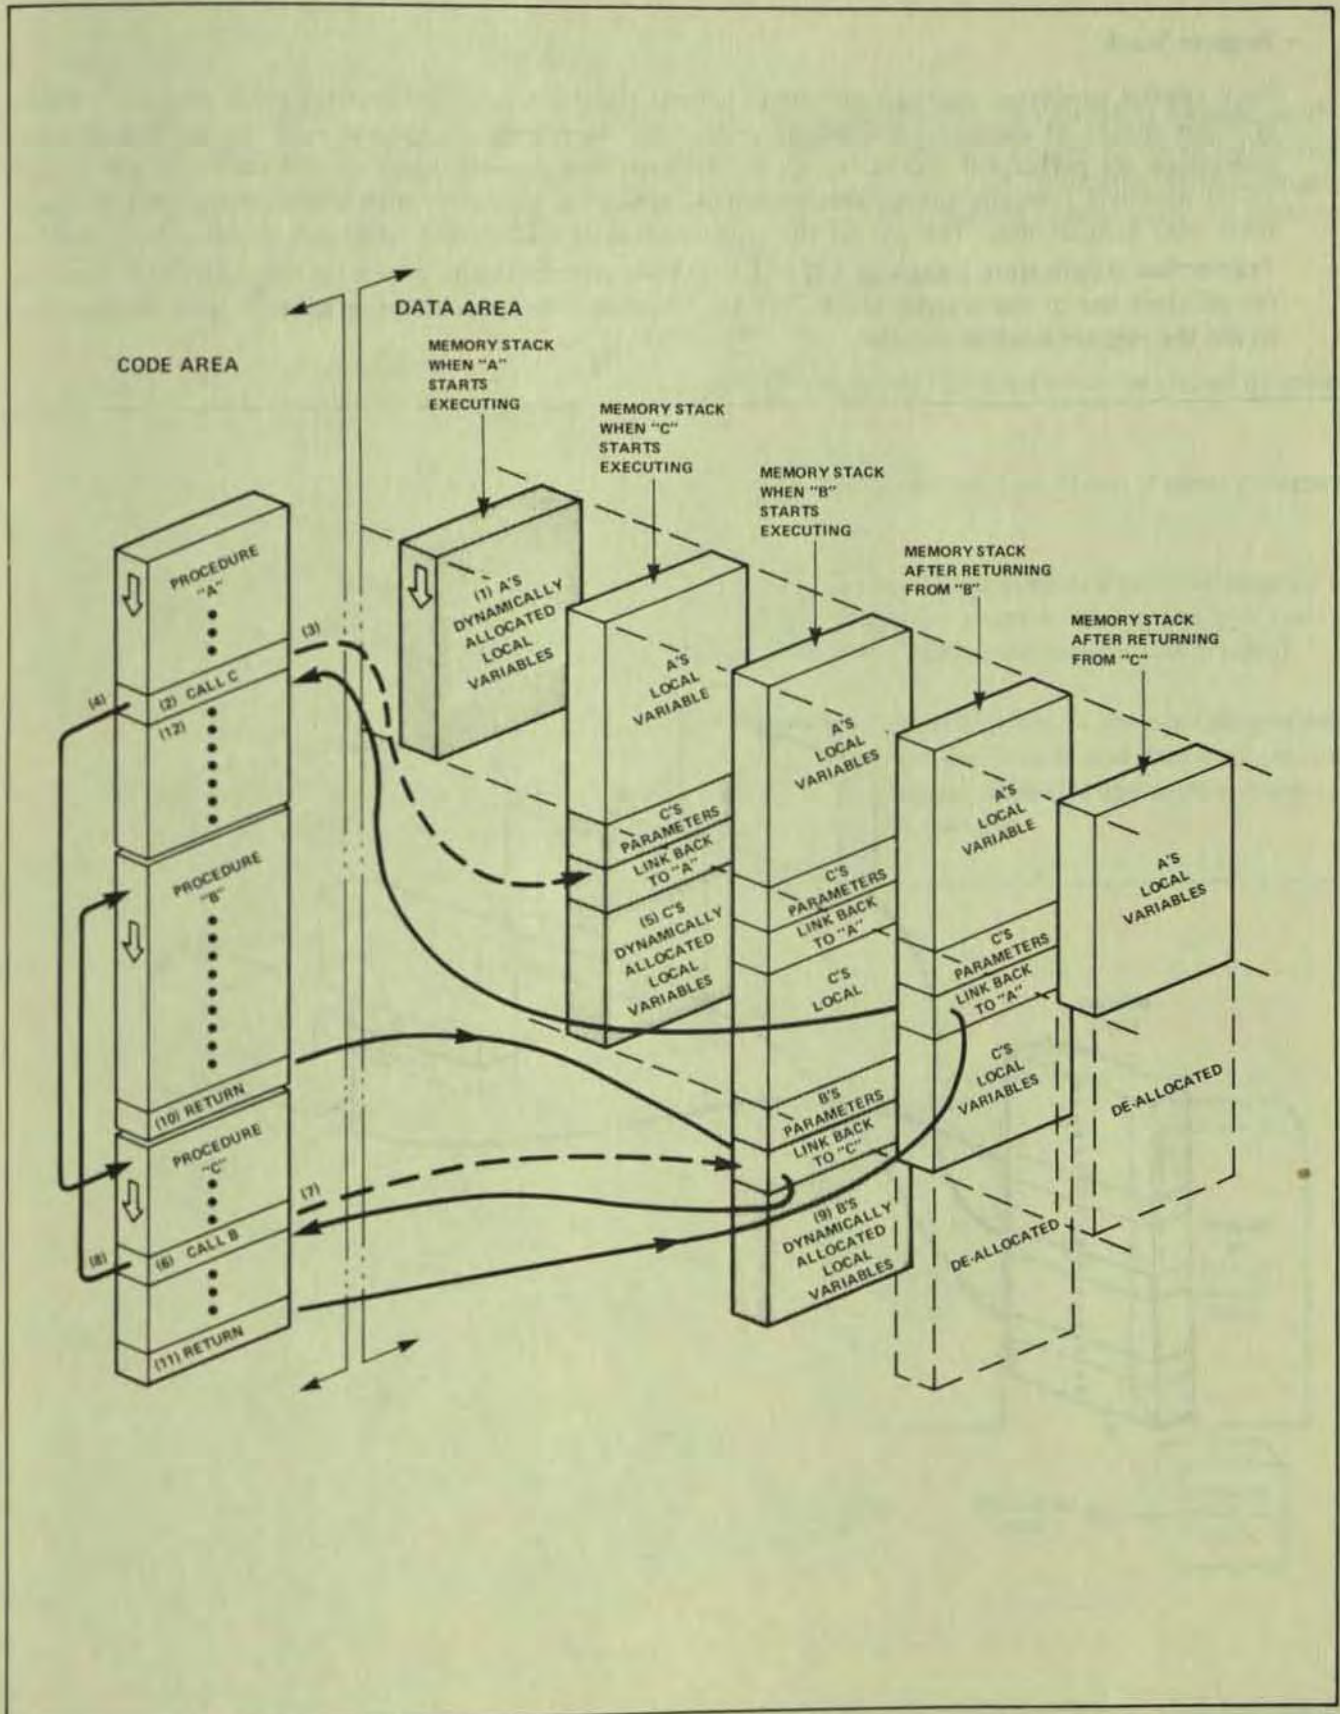 DATA AREA
CODE AREA
MEMORY STACK
WHEN "A"
STARTS
EXECUTING
MEMORY STACK
WHEN "C"
STARTS
EXECUTING
MEMORY STACK
WHEN "B"
STARTS
EXECUTING
MEMORY STACK
AFTER RETURNING
FROM "B"
MEMORY STACK
AFTER RETURNING
FROM "C"
PROCEDURE
"A"
(3)
(4)
(2) CALL C
(12)
PROCEDURE
"B"
(10) RETURN
PROCEDURE
"C"
(7)
(8)
(6) CALL B
(11) RETURN
(1) A'S
DYNAMICALLY
ALLOCATED
LOCAL
VARIABLES
A'S
LOCAL
VARIABLE
C'S
PARAMETERS
LINK BACK
TO "A"
(5) C'S
DYNAMICALLY
ALLOCATED
LOCAL
VARIABLES
A'S
LOCAL
VARIABLES
C'S
PARAMETERS
LINK BACK
TO "A"
C'S
LOCAL
B'S
PARAMETERS
LINK BACK
TO "C"
(9) B'S
DYNAMICALLY
ALLOCATED
LOCAL
VARIABLES
A'S
LOCAL
VARIABLE
C'S
PARAMETERS
LINK BACK
TO "A"
C'S
LOCAL
VARIABLES
DE-ALLOCATED
A'S
LOCAL
VARIABLES
DE-ALLOCATED